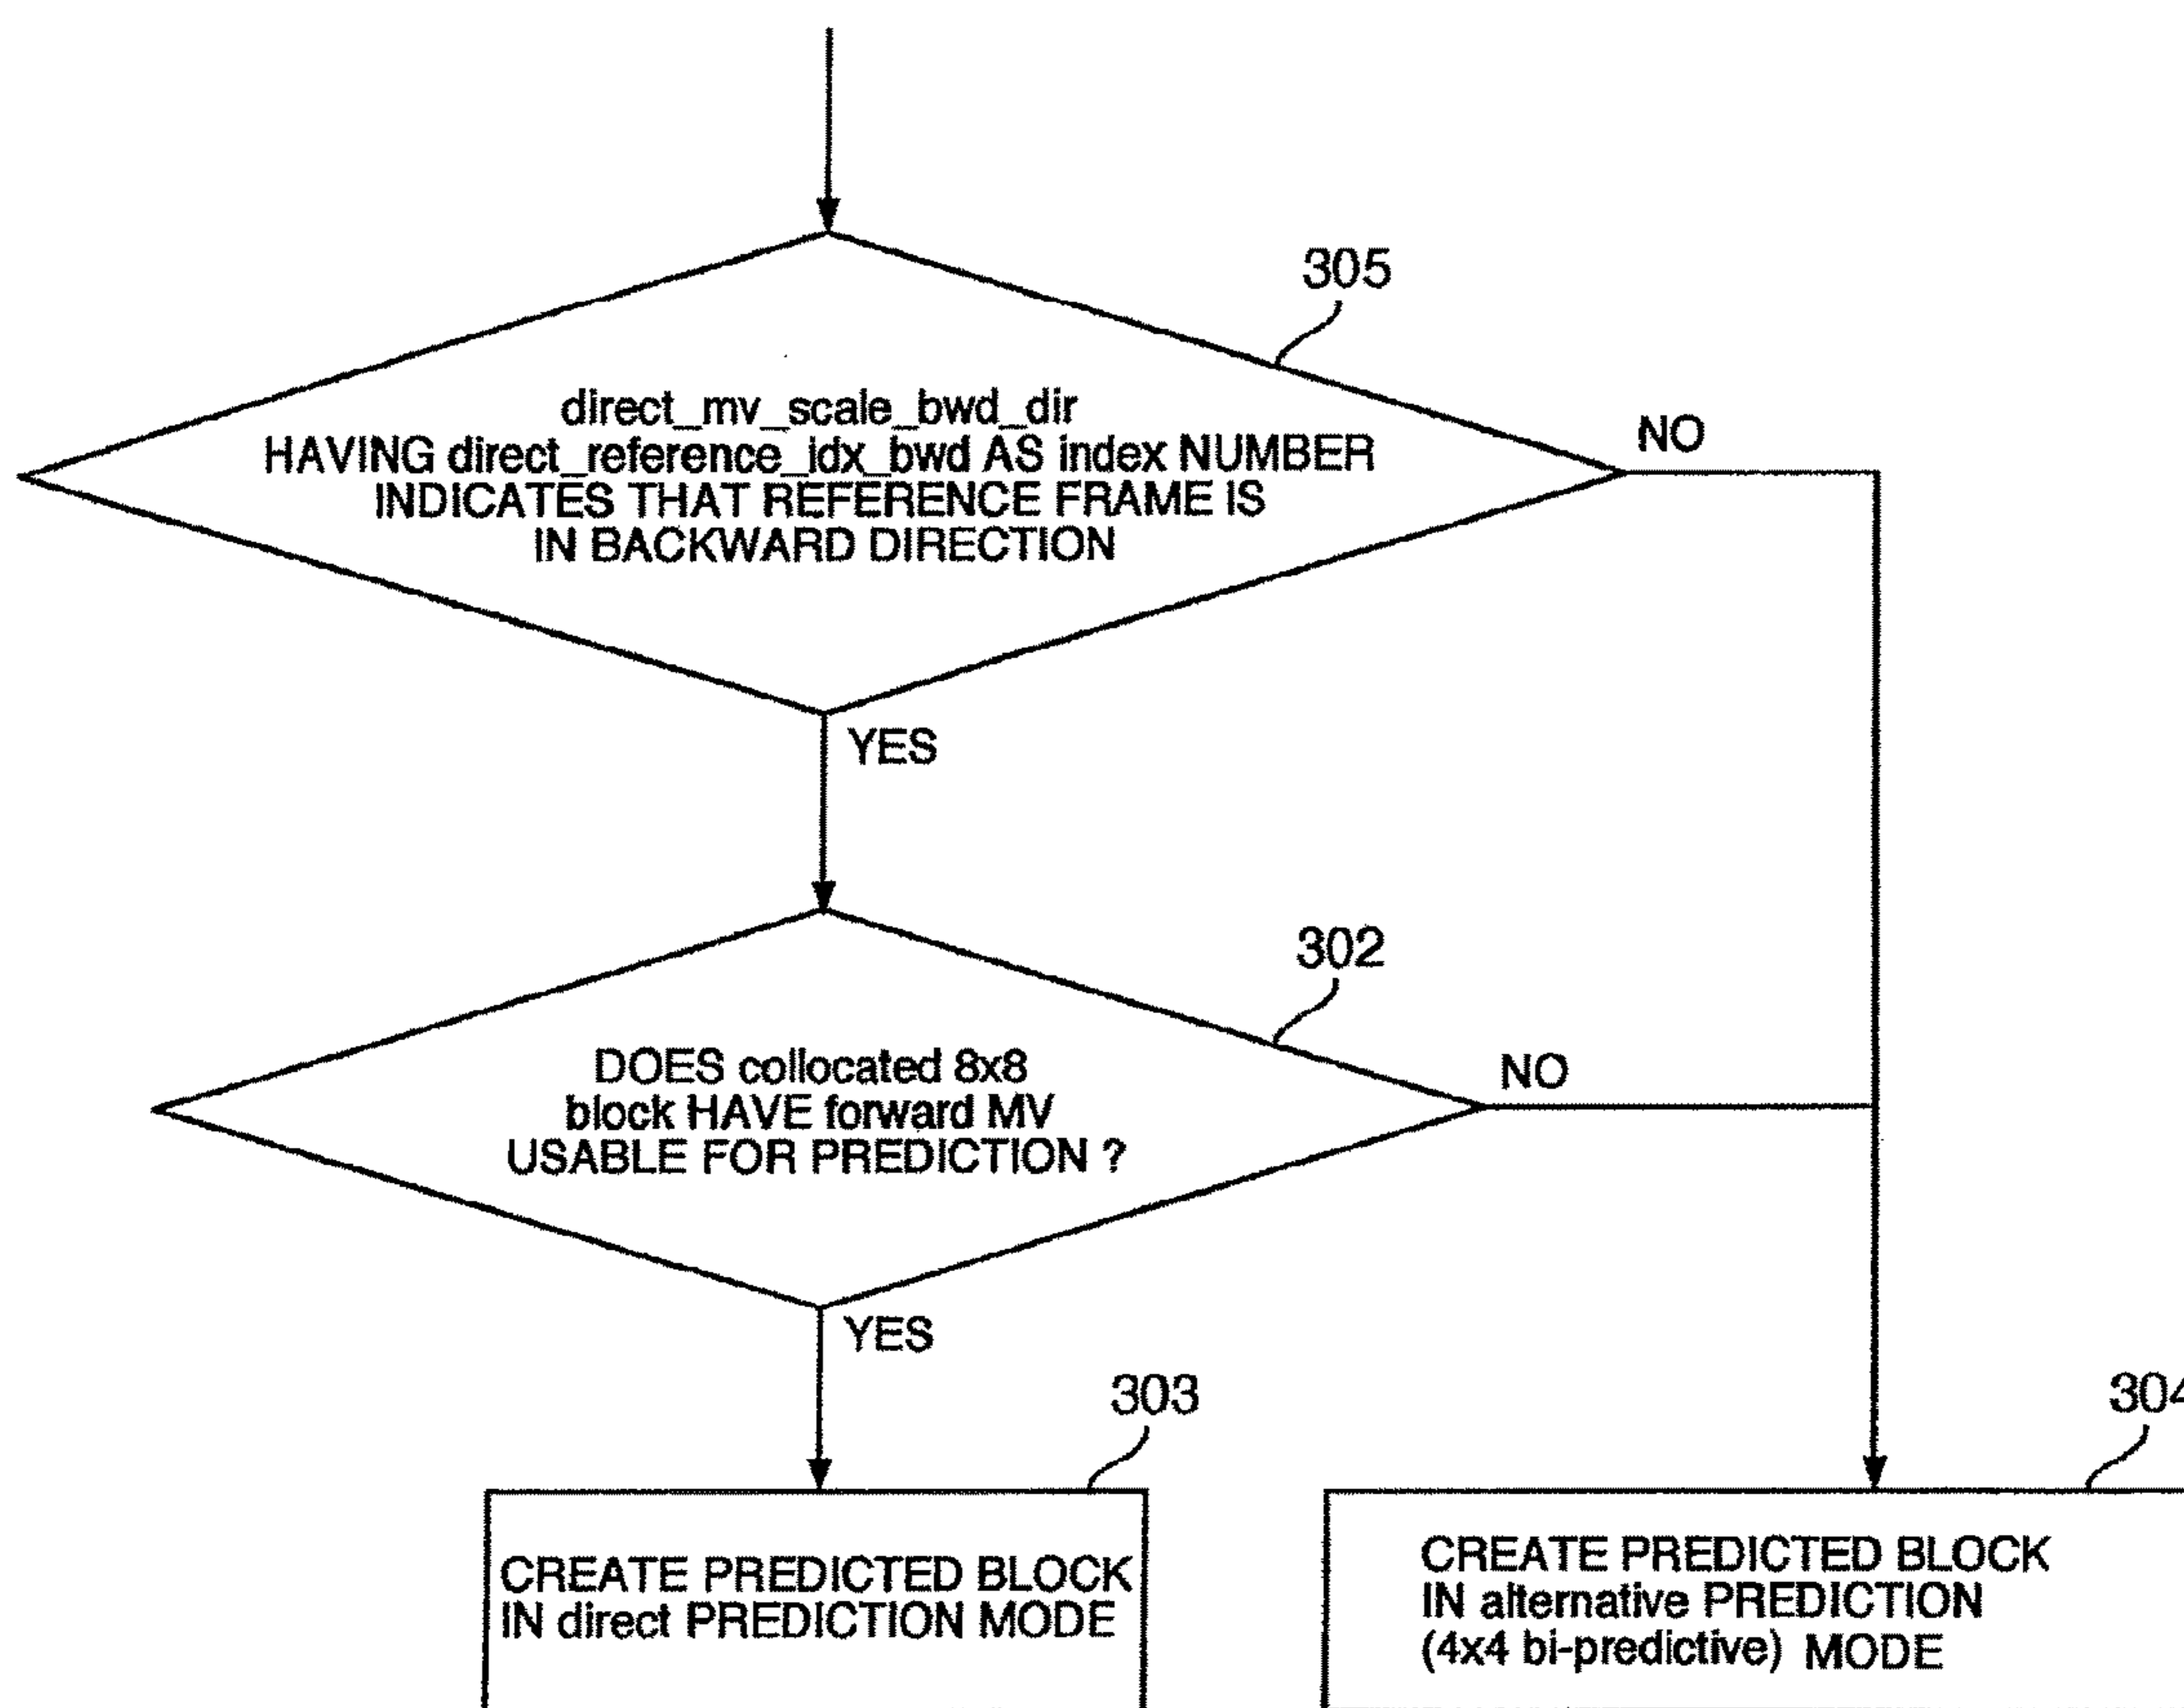 305
direct_mv_scale_bwd_dir
HAVING direct_reference_idx_bwd AS index NUMBER
INDICATES THAT REFERENCE FRAME IS
IN BACKWARD DIRECTION
NO
YES
302
DOES collocated 8x8
block HAVE forward MV
USABLE FOR PREDICTION ?
NO
YES
303
304
CREATE PREDICTED BLOCK
IN direct PREDICTION MODE
CREATE PREDICTED BLOCK
IN alternative PREDICTION
(4x4 bi-predictive) MODE